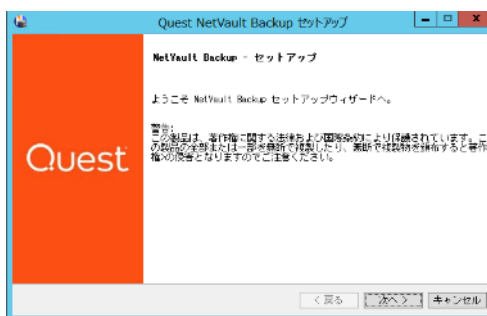 Quest NetVault Backup セットアップ
NetVault Backup - セットアップ
ようこそ NetVault Backup セットアップウィザードへ。
警告:
この製品は、著作権に関する法律および国際条約により保護されています。こ
の製品の全部または一部を無断で複製したり、無断で複製物を頒布すると著作
権の侵害となりますのでご注意ください。
Quest
< 戻る
次へ >
キャンセル